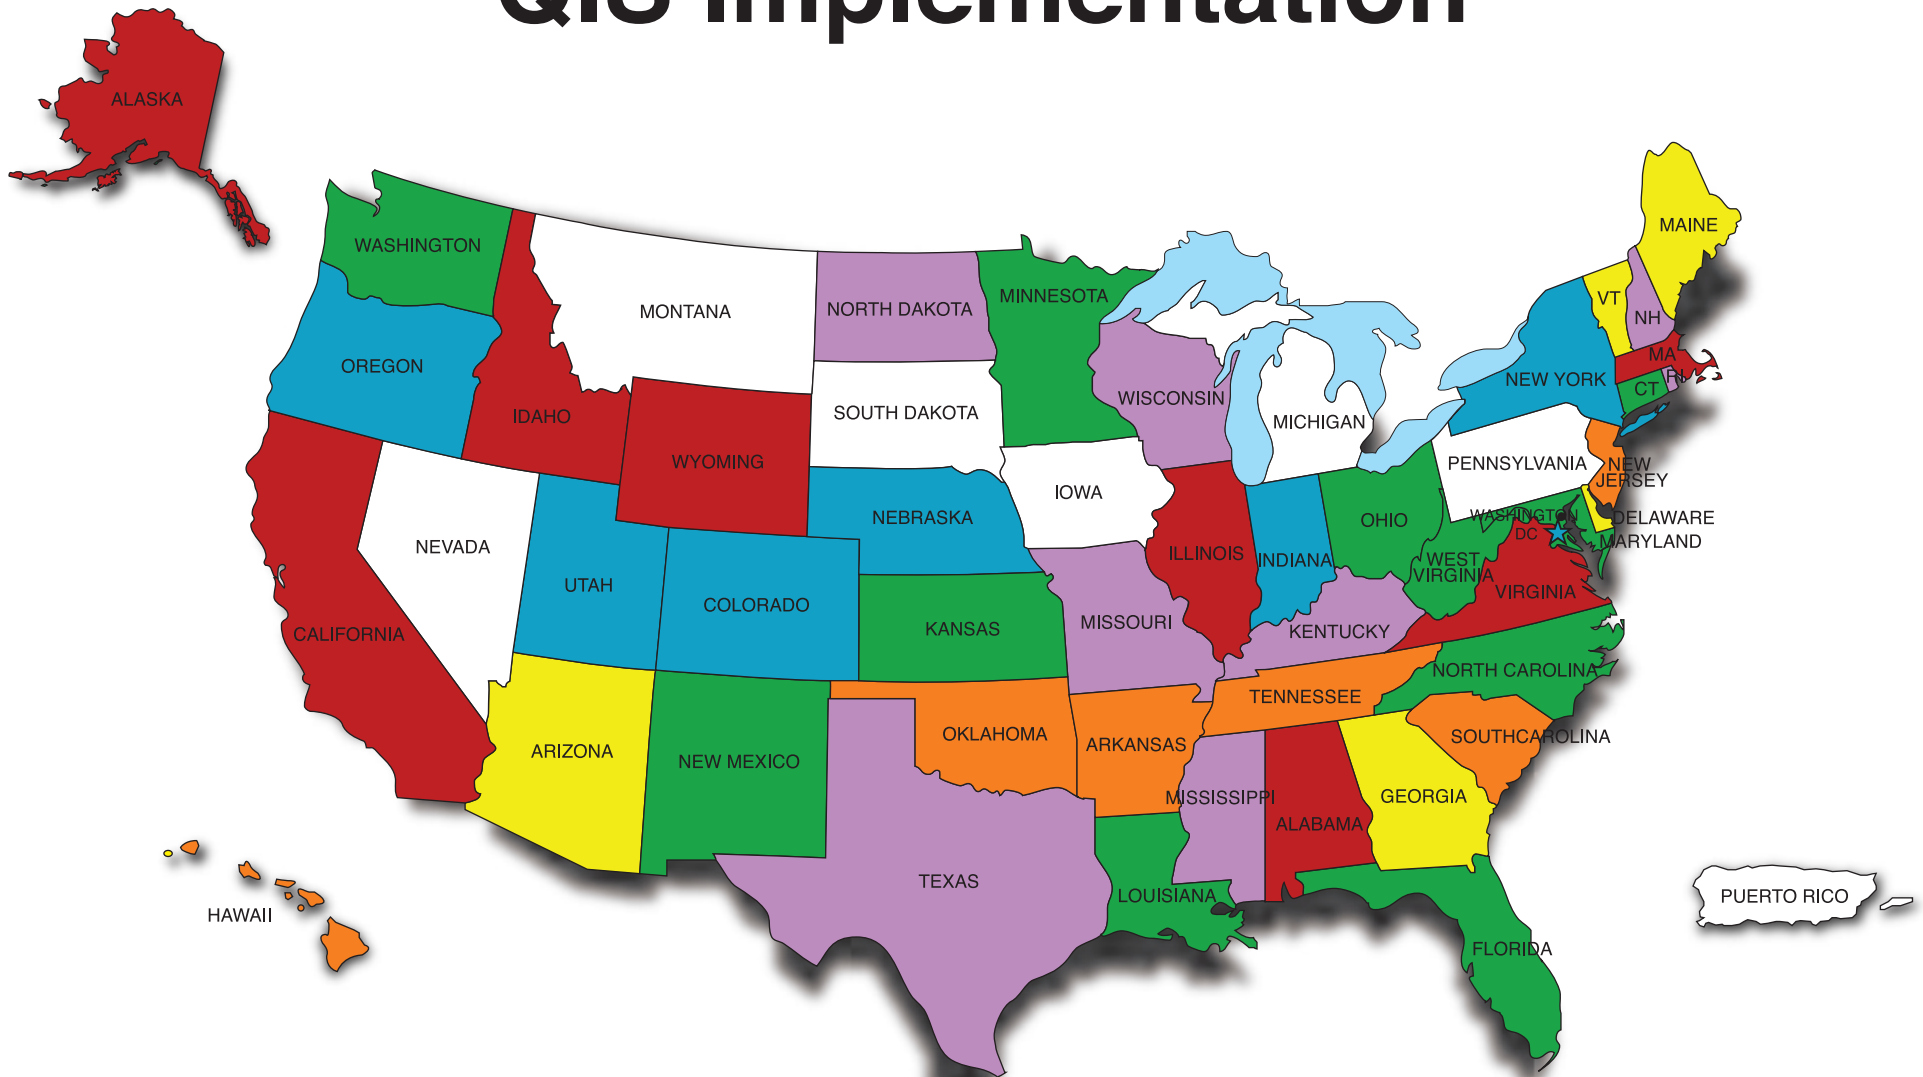 QIS Implementation
ALASKA
WASHINGTON
OREGON
IDAHO
MONTANA
NORTH DAKOTA
MINNESOTA
SOUTH DAKOTA
WYOMING
WISCONSIN
MICHIGAN
MAINE
VT
NH
MA
NEW YORK
CT
RI
PENNSYLVANIA
NEW
JERSEY
IOWA
NEBRASKA
NEVADA
UTAH
COLORADO
CALIFORNIA
KANSAS
MISSOURI
ILLINOIS
INDIANA
OHIO
WASHINGTON
DC
DELAWARE
MARYLAND
WEST
VIRGINIA
VIRGINIA
KENTUCKY
NORTH CAROLINA
TENNESSEE
SOUTHCAROLINA
ARIZONA
NEW MEXICO
OKLAHOMA
ARKANSAS
MISSISSIPPI
ALABAMA
GEORGIA
TEXAS
LOUISIANA
FLORIDA
HAWAII
PUERTO RICO